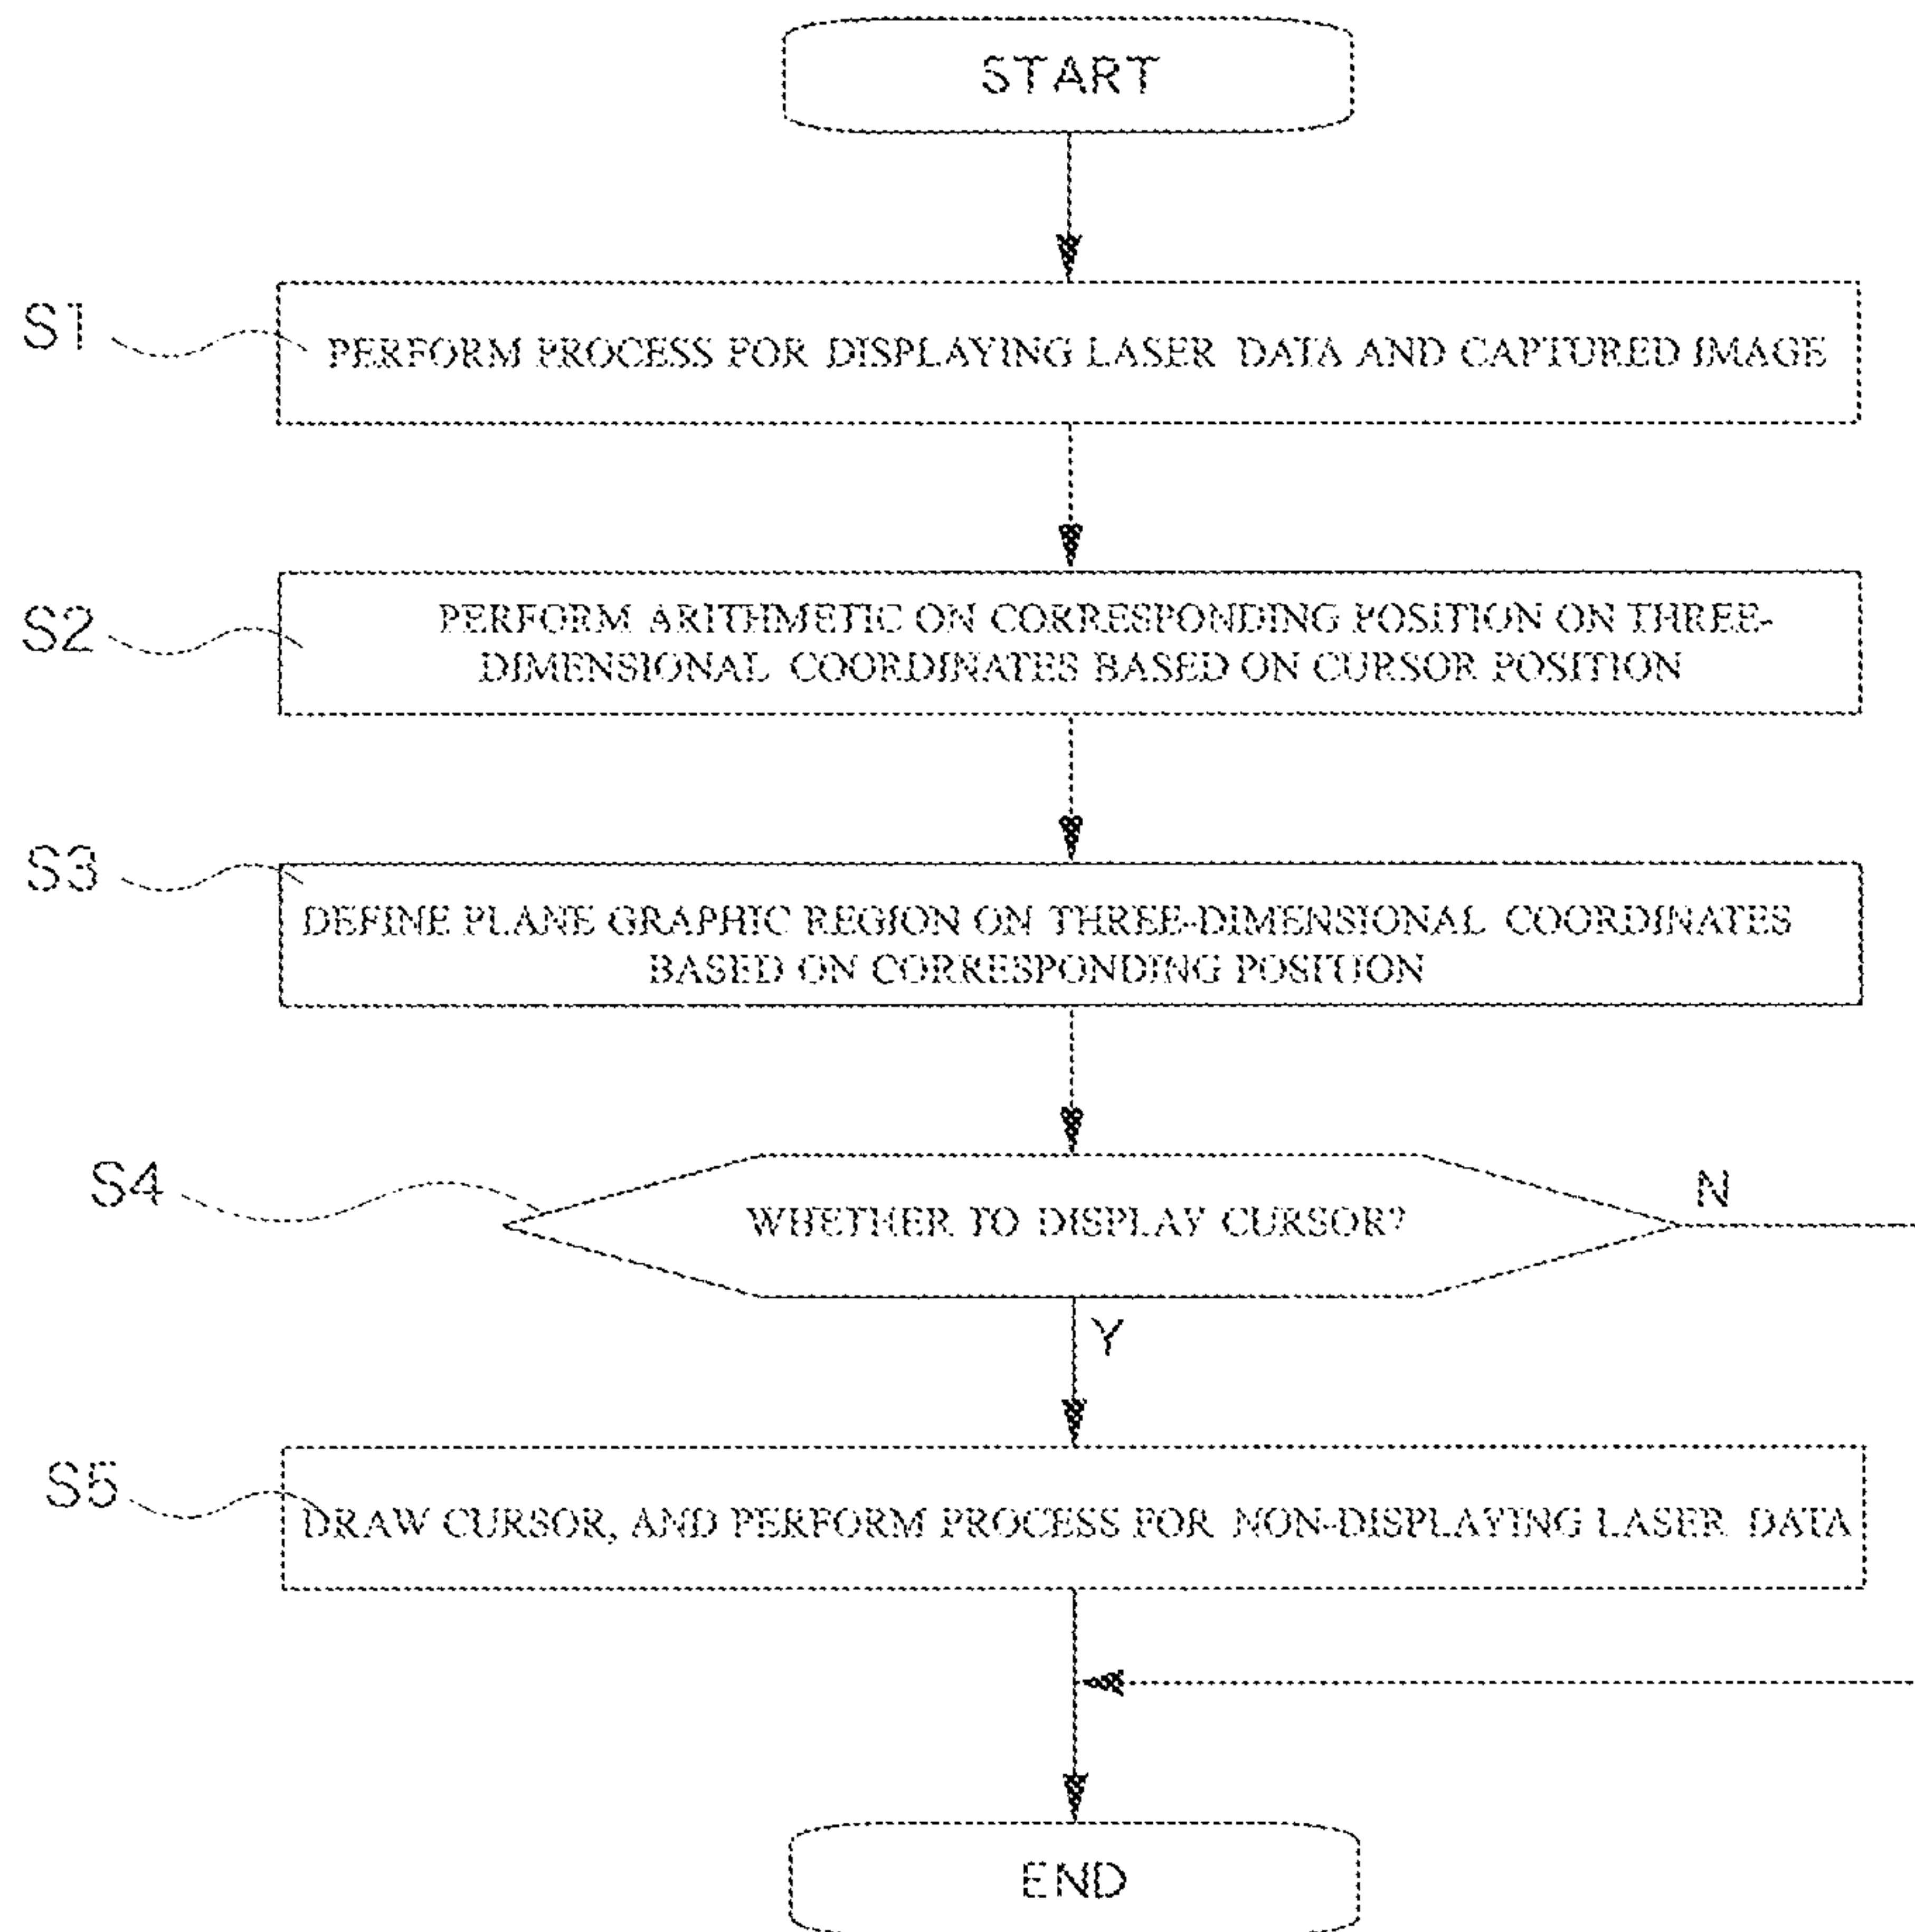 START
S1
PERFORM PROCESS FOR DISPLAYING LASER DATA AND CAPTURED IMAGE
S2
PERFORM ARITHMETIC ON CORRESPONDING POSITION ON THREE-
DIMENSIONAL COORDINATES BASED ON CURSOR POSITION
S3
DEFINE PLANE GRAPHIC REGION ON THREE-DIMENSIONAL COORDINATES
BASED ON CORRESPONDING POSITION
S4
WHETHER TO DISPLAY CURSOR?
N
Y
S5
DRAW CURSOR, AND PERFORM PROCESS FOR NON-DISPLAYING LASER DATA
END